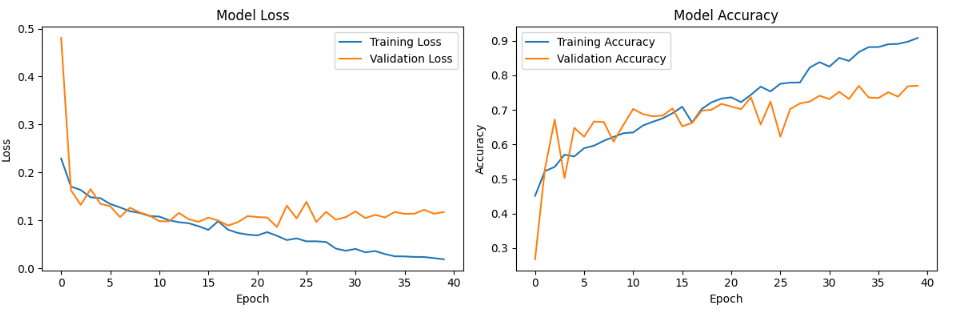 Model Loss
0.5
0.4
0.3
0.2
0.1
0.0
Loss
Training Loss
Validation Loss
0 5 10 15 20 25 30 35 40
Epoch
Model Accuracy
0.9
0.8
0.7
0.6
0.5
0.4
0.3
Accuracy
Training Accuracy
Validation Accuracy
0 5 10 15 20 25 30 35 40
Epoch